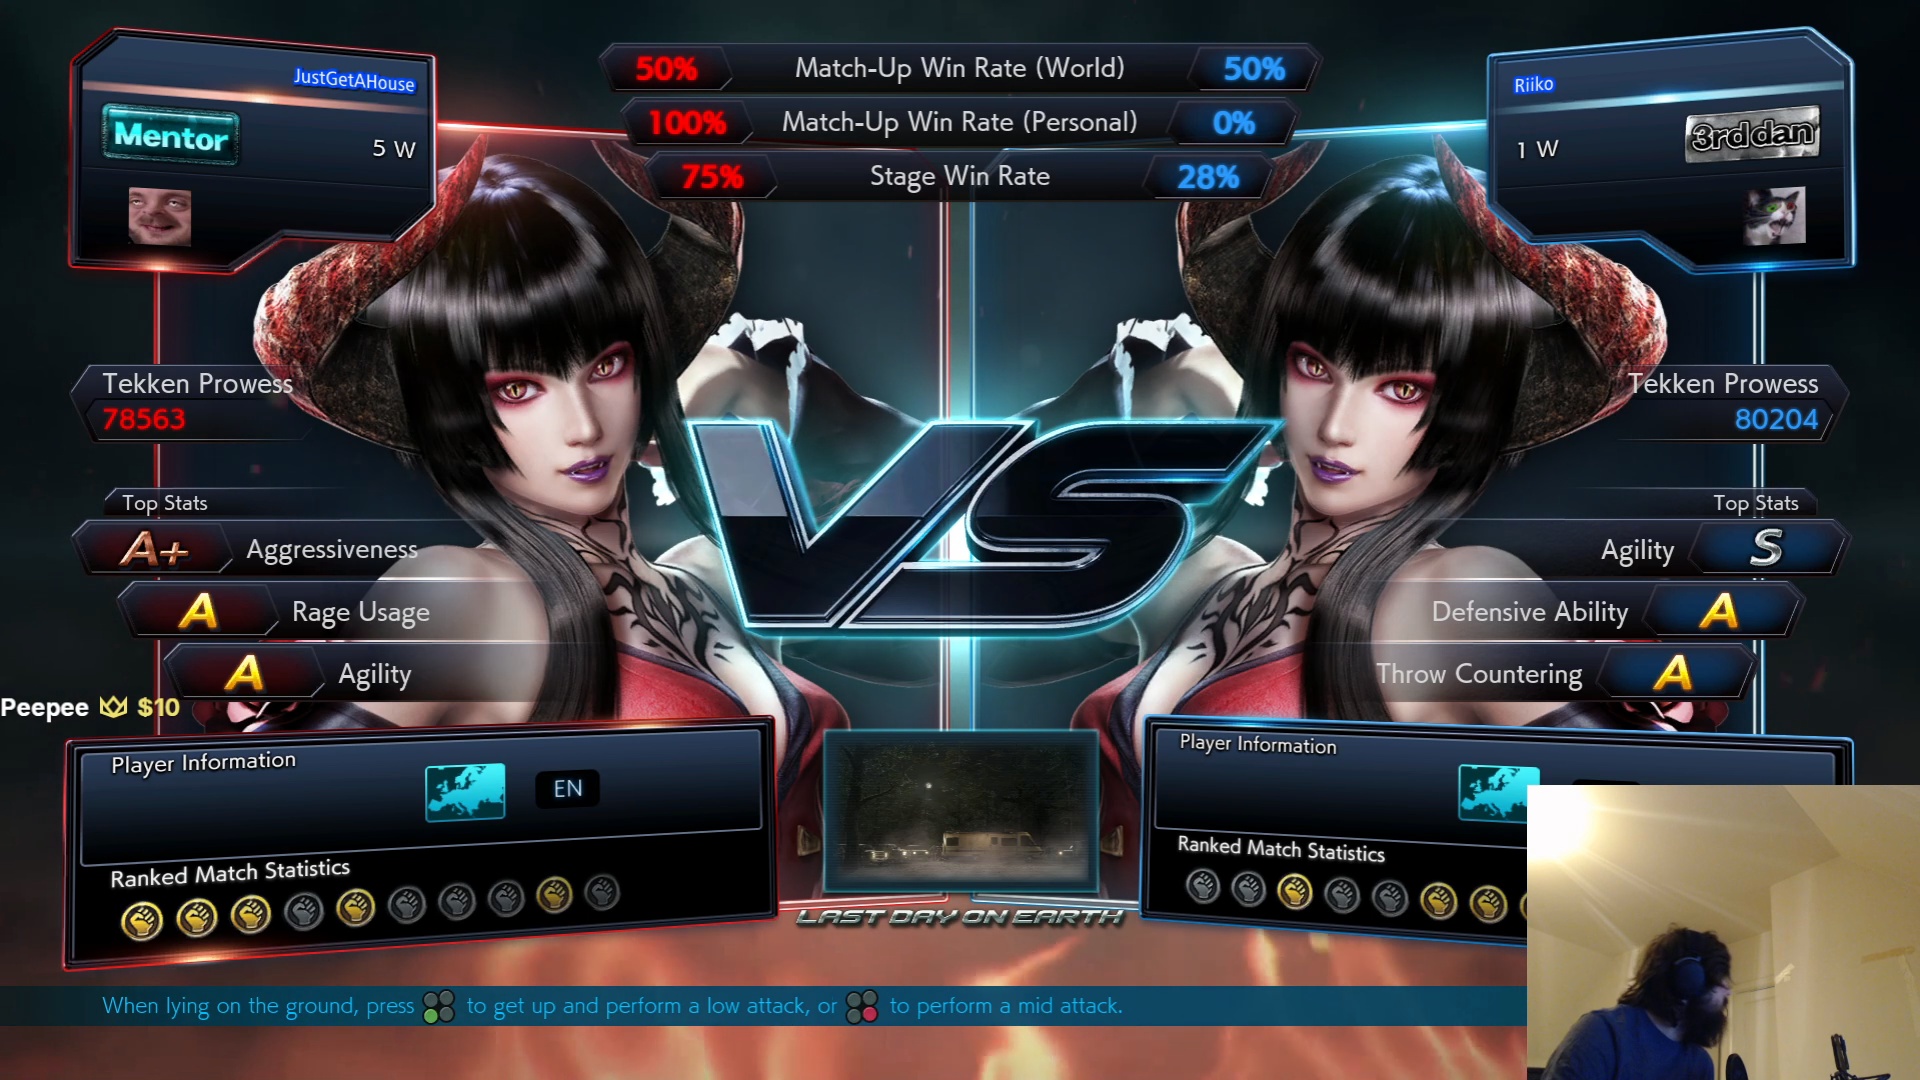 JustGetAHouse
Mentor
5 W
50% Match-Up Win Rate (World) 50%
100% Match-Up Win Rate (Personal) 0%
75% Stage Win Rate 28%
Riiko
1 W
3rd dan
Tekken Prowess
78563
Top Stats
A+ Aggressiveness
A Rage Usage
A Agility
VS
Tekken Prowess
80204
Top Stats
Agility S
Defensive Ability A
Throw Countering A
Peepee $10
Player Information
EN
Ranked Match Statistics
LAST DAY ON EARTH
Player Information
Ranked Match Statistics
When lying on the ground, press to get up and perform a low attack, or to perform a mid attack.